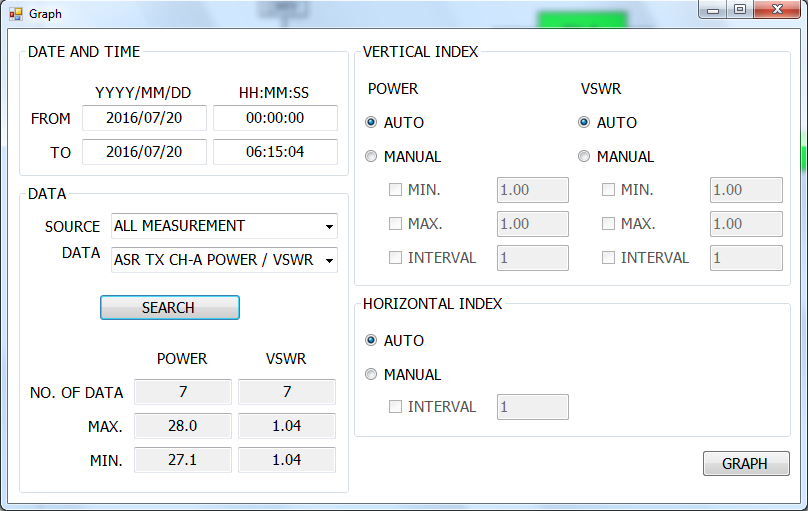 Graph
DATE AND TIME
YYYY/MM/DD HH:MM:SS
FROM 2016/07/20 00:00:00
TO 2016/07/20 06:15:04
DATA
SOURCE ALL MEASUREMENT
DATA ASR TX CH-A POWER / VSWR
SEARCH
POWER VSWR
NO. OF DATA 7 7
MAX. 28.0 1.04
MIN. 27.1 1.04
VERTICAL INDEX
POWER VSWR
AUTO AUTO
MANUAL MANUAL
MIN. 1.00 MIN. 1.00
MAX. 1.00 MAX. 1.00
INTERVAL 1 INTERVAL 1
HORIZONTAL INDEX
AUTO
MANUAL
INTERVAL 1
GRAPH